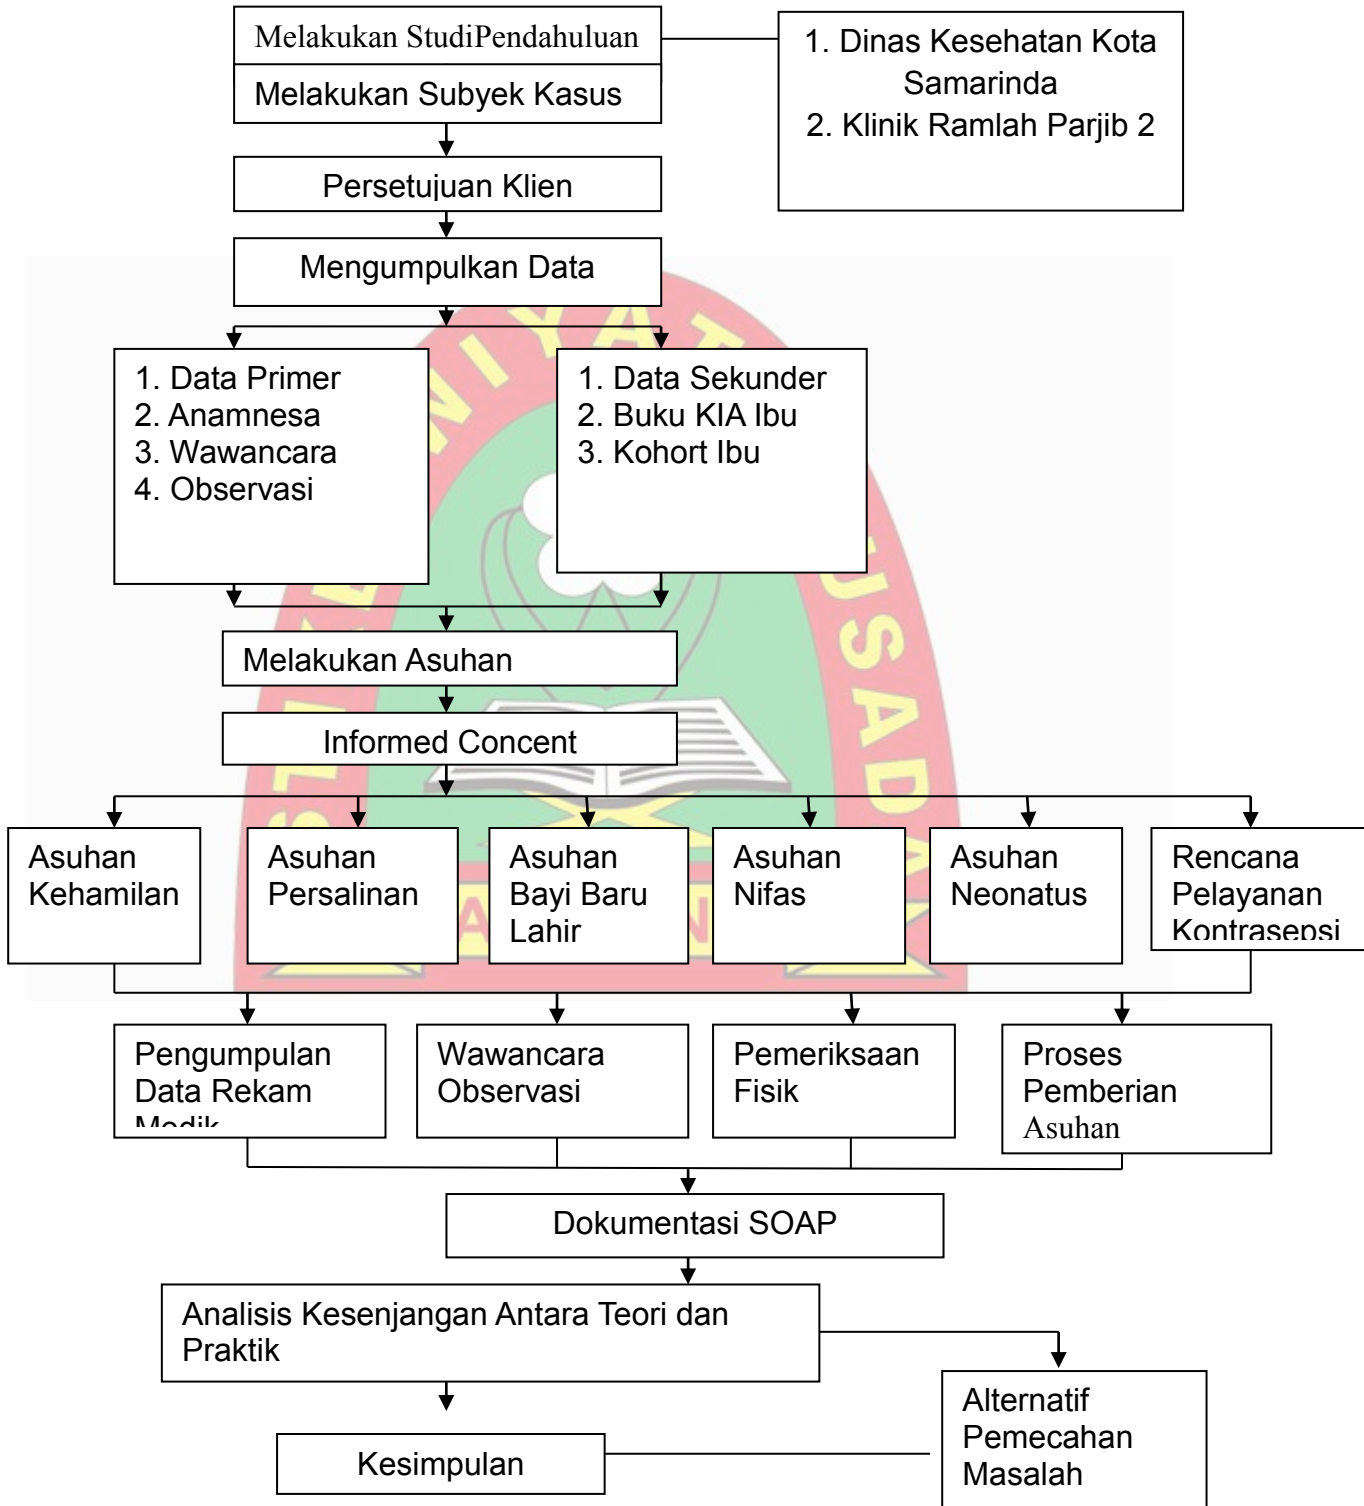 Melakukan StudiPendahuluan
Melakukan Subyek Kasus
1. Dinas Kesehatan Kota
Samarinda
2. Klinik Ramlah Parjib 2
Persetujuan Klien
Mengumpulkan Data
1. Data Primer
2. Anamnesa
3. Wawancara
4. Observasi
1. Data Sekunder
2. Buku KIA Ibu
3. Kohort Ibu
Melakukan Asuhan
Informed Concent
Asuhan
Kehamilan
Asuhan
Persalinan
Asuhan
Bayi Baru
Lahir
Asuhan
Nifas
Asuhan
Neonatus
Rencana
Pelayanan
Kontrasepsi
Pengumpulan
Data Rekam
Medik
Wawancara
Observasi
Pemeriksaan
Fisik
Proses
Pemberian
Asuhan
Dokumentasi SOAP
Analisis Kesenjangan Antara Teori dan
Praktik
Alternatif
Pemecahan
Masalah
Kesimpulan